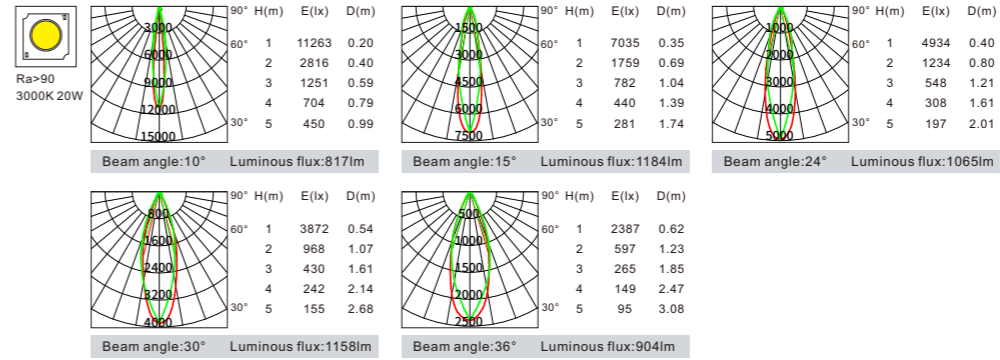 Ra>90
3000K 20W
3000
6000
9000
12000
15000
90° H(m) E(lx) D(m)
60° 1 11263 0.20
2 2816 0.40
3 1251 0.59
4 704 0.79
30° 5 450 0.99
Beam angle:10° Luminous flux:817lm
1500
4500
6000
7500
90° H(m) E(lx) D(m)
60° 1 7035 0.35
2 1759 0.69
3 782 1.04
4 440 1.39
30° 5 281 1.74
Beam angle:15° Luminous flux:1184lm
1000
2000
3000
4000
5000
90° H(m) E(lx) D(m)
60° 1 4934 0.40
2 1234 0.80
3 548 1.21
4 308 1.61
30° 5 197 2.01
Beam angle:24° Luminous flux:1065lm
800
1600
2400
3200
4000
90° H(m) E(lx) D(m)
60° 1 3872 0.54
2 968 1.07
3 430 1.61
4 242 2.14
30° 5 155 2.68
Beam angle:30° Luminous flux:1158lm
500
1000
1500
2000
2500
90° H(m) E(lx) D(m)
60° 1 2387 0.62
2 597 1.23
3 265 1.85
4 149 2.47
30° 5 95 3.08
Beam angle:36° Luminous flux:904lm